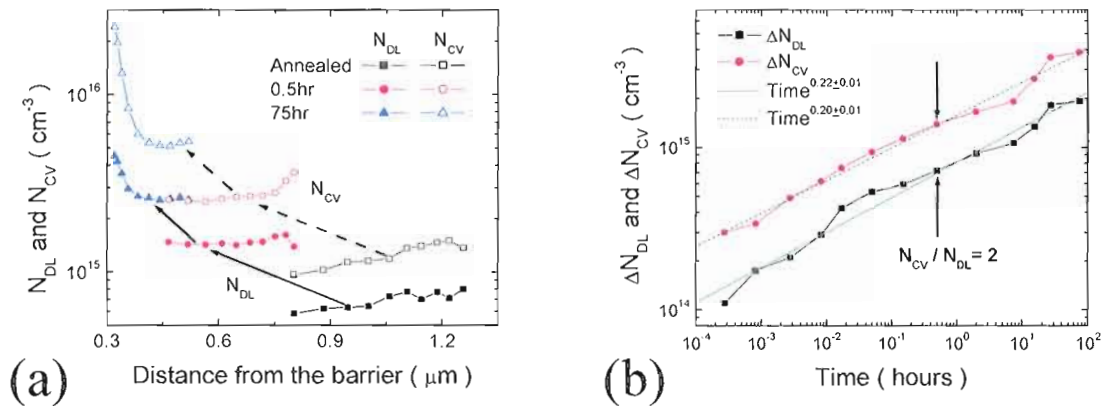 N_DL and N_CV ( cm^-3 )
10^16
10^15
N_DL N_CV
Annealed
0.5hr
75hr
N_CV
N_DL
0.3 0.6 0.9 1.2
Distance from the barrier ( μm )
(a)
ΔN_DL and ΔN_CV ( cm^-3 )
10^15
10^14
ΔN_DL
ΔN_CV
Time^0.22±0.01
Time^0.20±0.01
N_CV / N_DL = 2
10^-4 10^-3 10^-2 10^-1 10^0 10^1 10^2
Time ( hours )
(b)